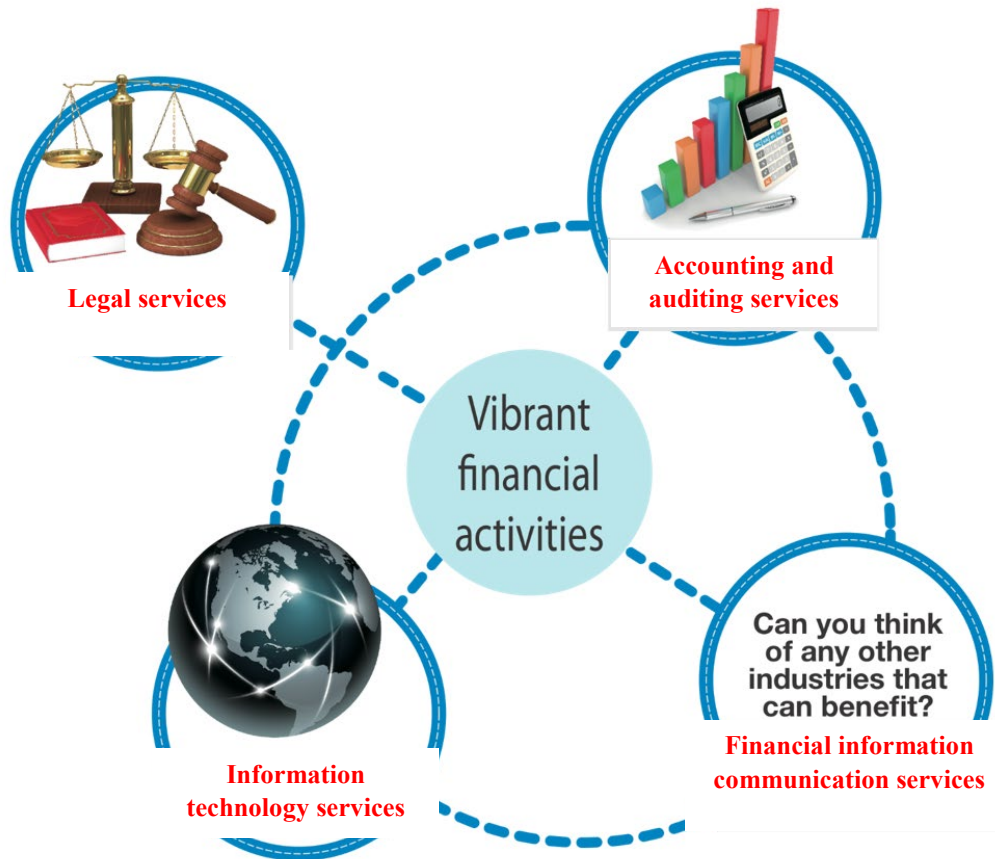 Legal services
Accounting and
auditing services
Vibrant
financial
activities
Information
technology services
Can you think
of any other
industries that
can benefit?
Financial information
communication services